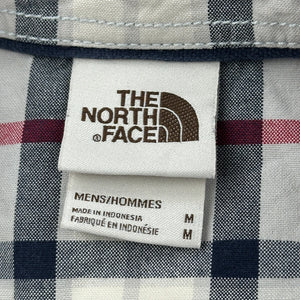 THE
NORTH
®FACE
MENS/HOMMES
MADE IN INDONESIA M
FABRIQUÉ EN INDONÉSIE M